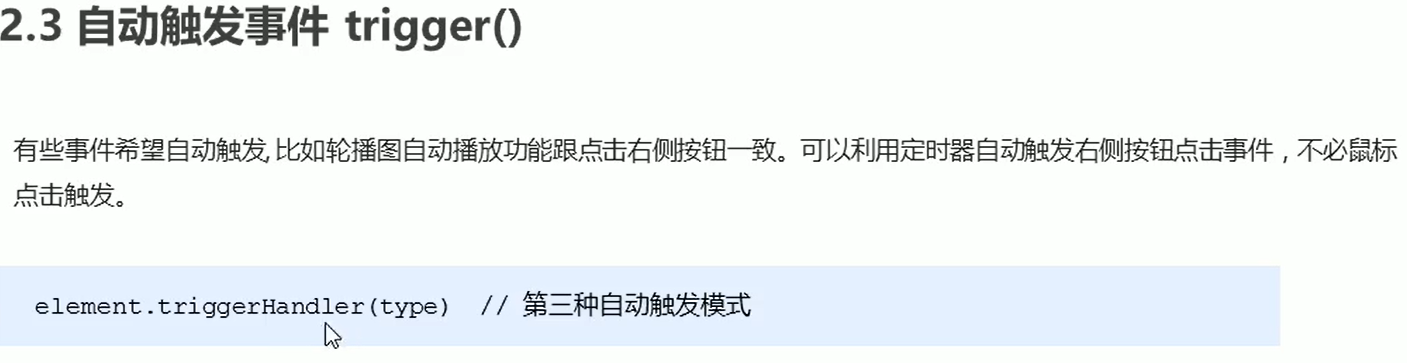 2.3 自动触发事件 trigger()
有些事件希望自动触发, 比如轮播图自动播放功能跟点击右侧按钮一致。可以利用定时器自动触发右侧按钮点击事件，不必鼠标
点击触发。
element.triggerHandler(type)  // 第三种自动触发模式